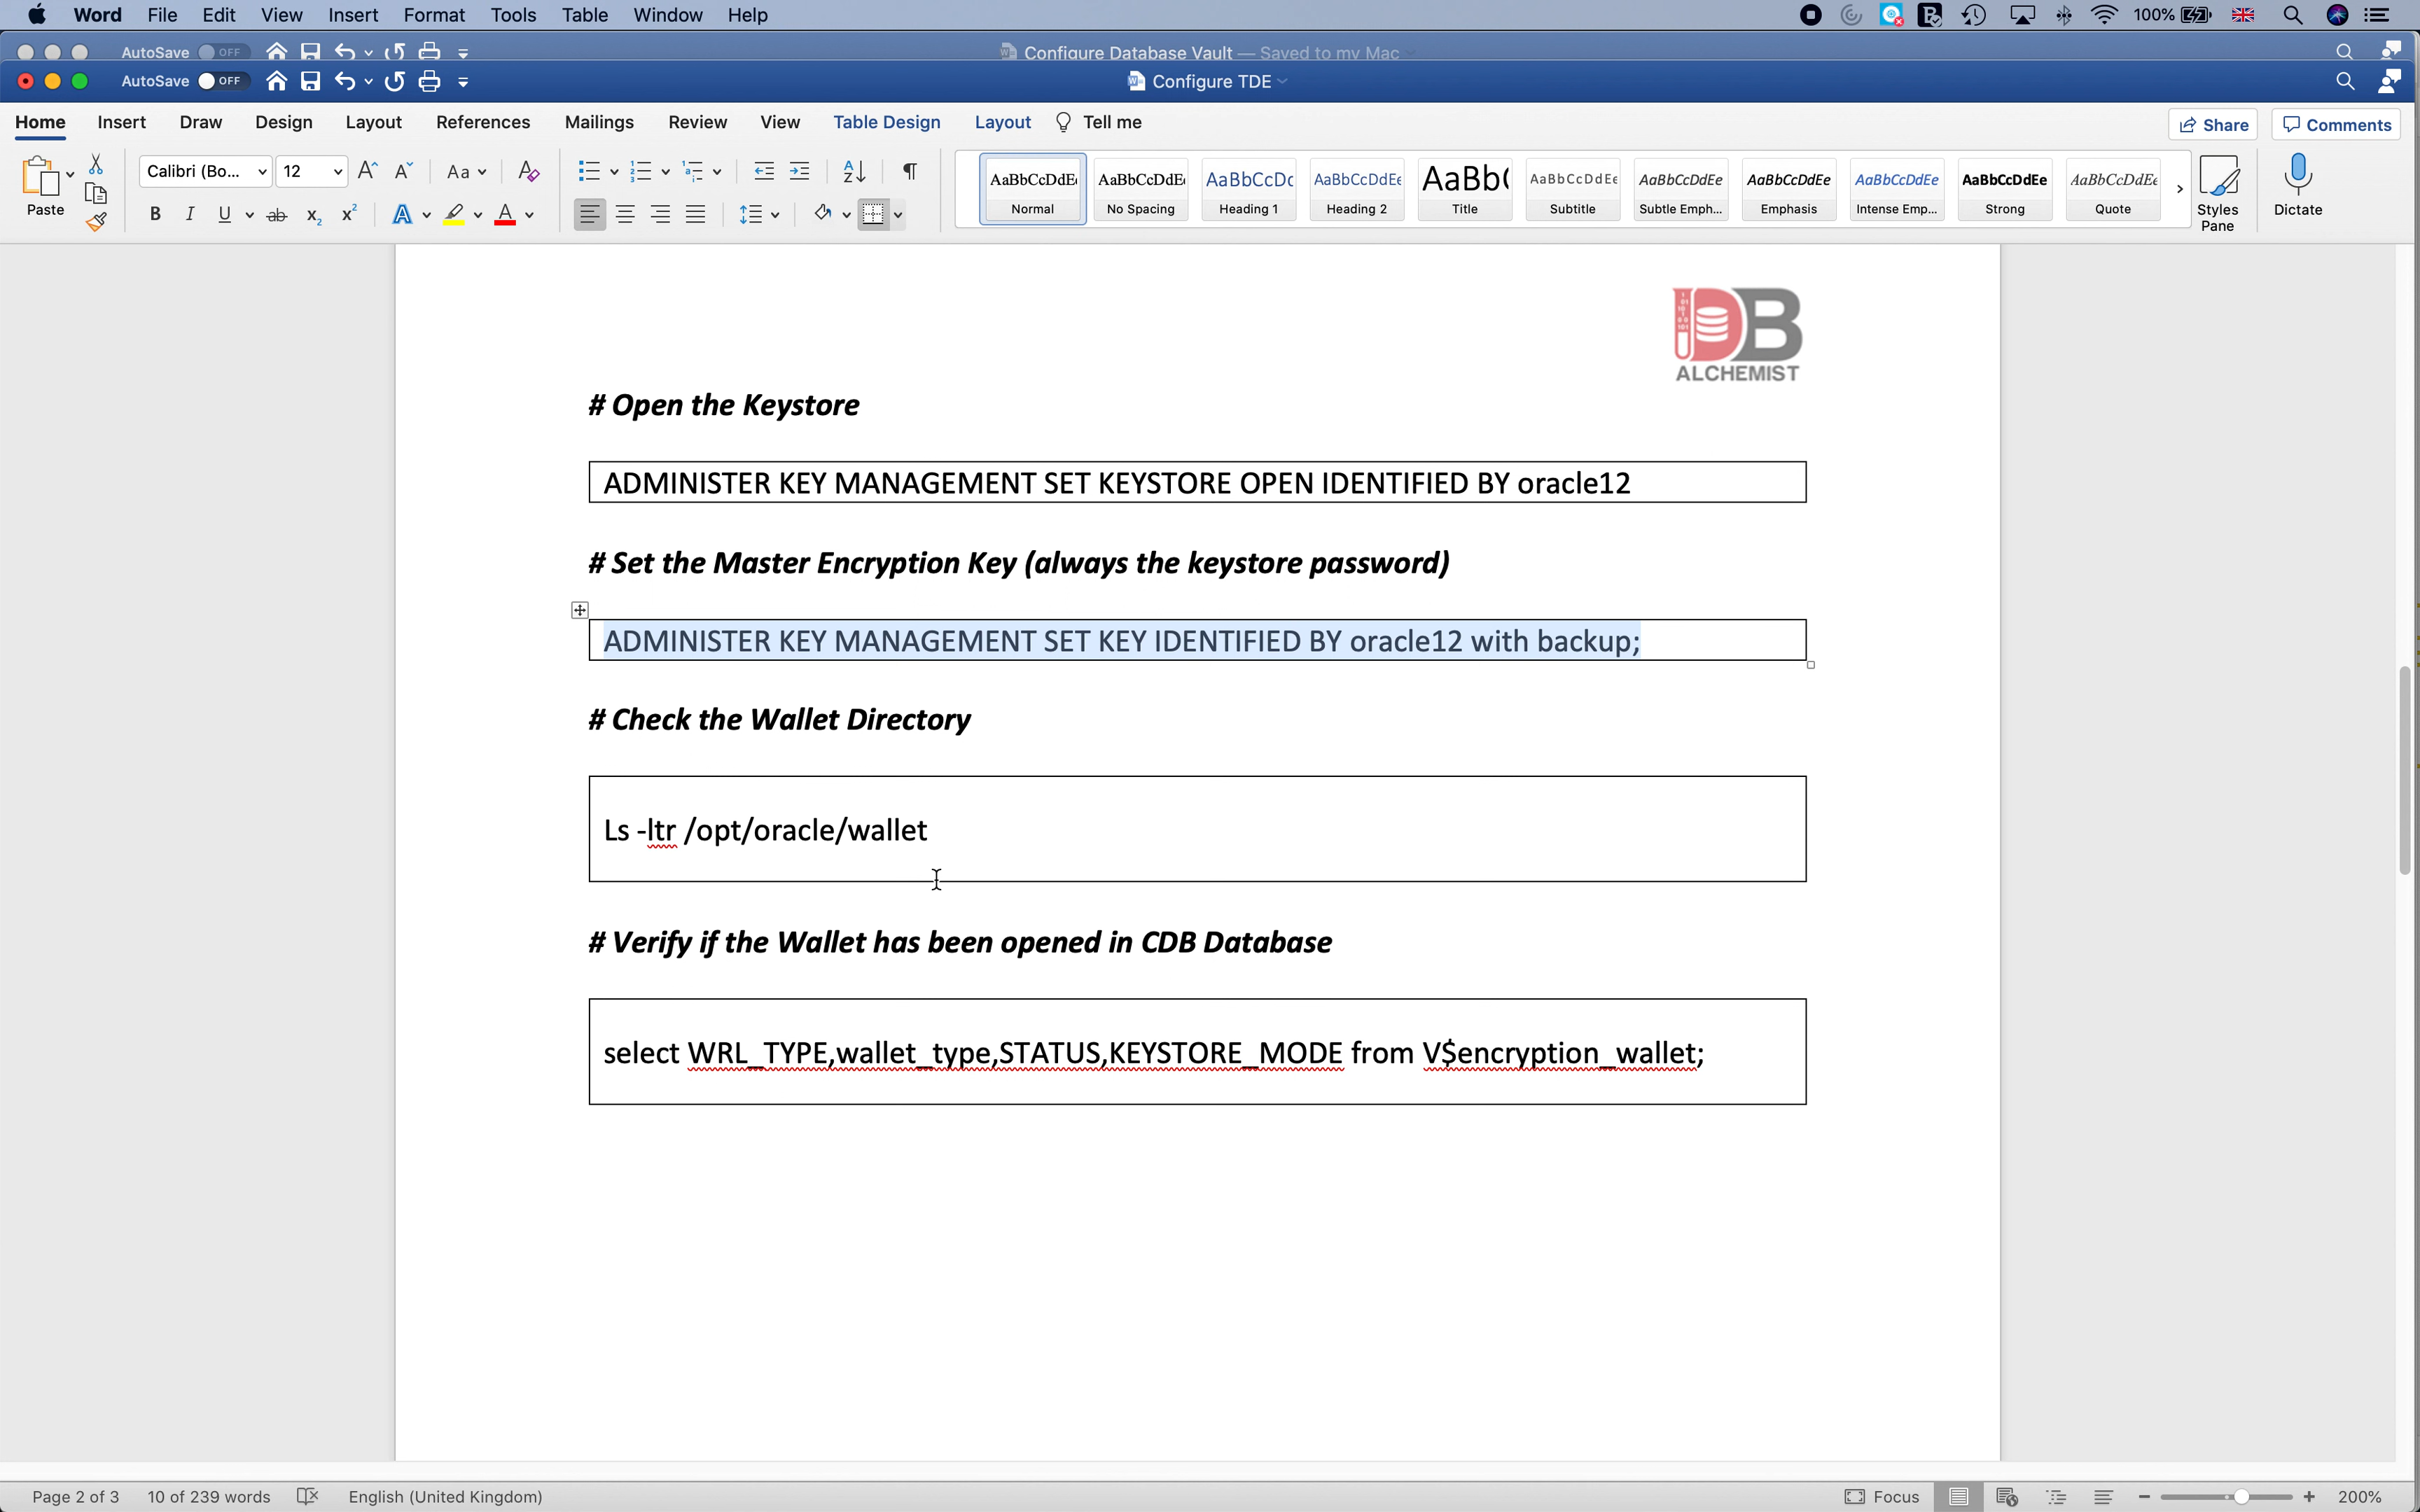 Word File Edit View Insert Format Tools Table Window Help 100%
AutoSave OFF Configure Database Vault — Saved to my Mac
AutoSave OFF Configure TDE
Home Insert Draw Design Layout References Mailings Review View Table Design Layout Tell me Share Comments
Paste Calibri (Bo... 12 Styles Pane Dictate
AaBbCcDdEe AaBbCcDdEe AaBbCcDc AaBbCcDdEe AaBb( AaBbCcDdEe AaBbCcDdEe AaBbCcDdEe AaBbCcDdEe AaBbCcDdEe AaBbCcDdEe
Normal No Spacing Heading 1 Heading 2 Title Subtitle Subtle Emph... Emphasis Intense Emp... Strong Quote
DB
ALCHEMIST
# Open the Keystore
ADMINISTER KEY MANAGEMENT SET KEYSTORE OPEN IDENTIFIED BY oracle12
# Set the Master Encryption Key (always the keystore password)
ADMINISTER KEY MANAGEMENT SET KEY IDENTIFIED BY oracle12 with backup;
# Check the Wallet Directory
Ls -ltr /opt/oracle/wallet
# Verify if the Wallet has been opened in CDB Database
select WRL_TYPE,wallet_type,STATUS,KEYSTORE_MODE from V$encryption_wallet;
Page 2 of 3 10 of 239 words English (United Kingdom) Focus 200%